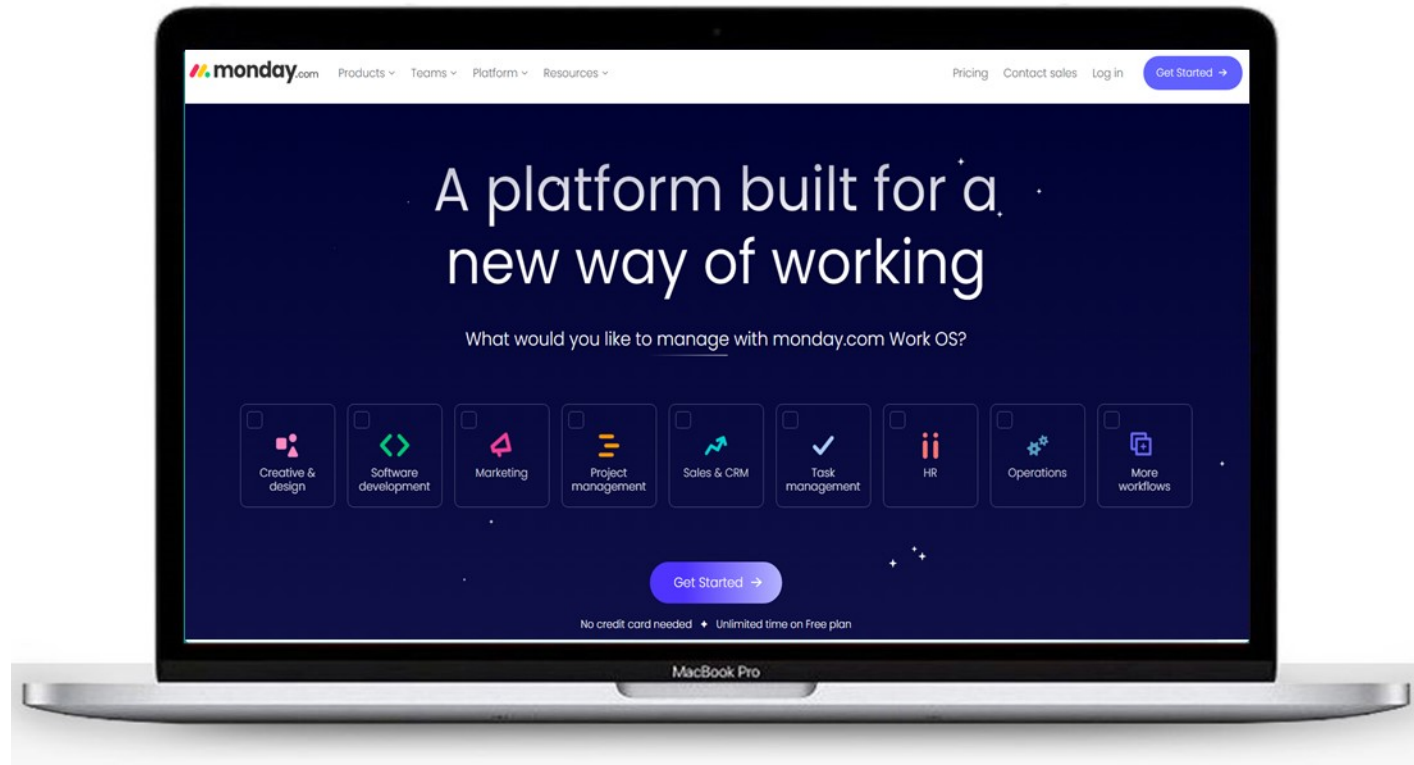 monday.com Products Teams Platform Resources Pricing Contact sales Log in Get Started →
A platform built for a
new way of working
What would you like to manage with monday.com Work OS?
Creative &
design
Software
development
Marketing
Project
management
Sales & CRM
Task
management
HR
Operations
More
workflows
Get Started →
No credit card needed ✦ Unlimited time on Free plan
MacBook Pro